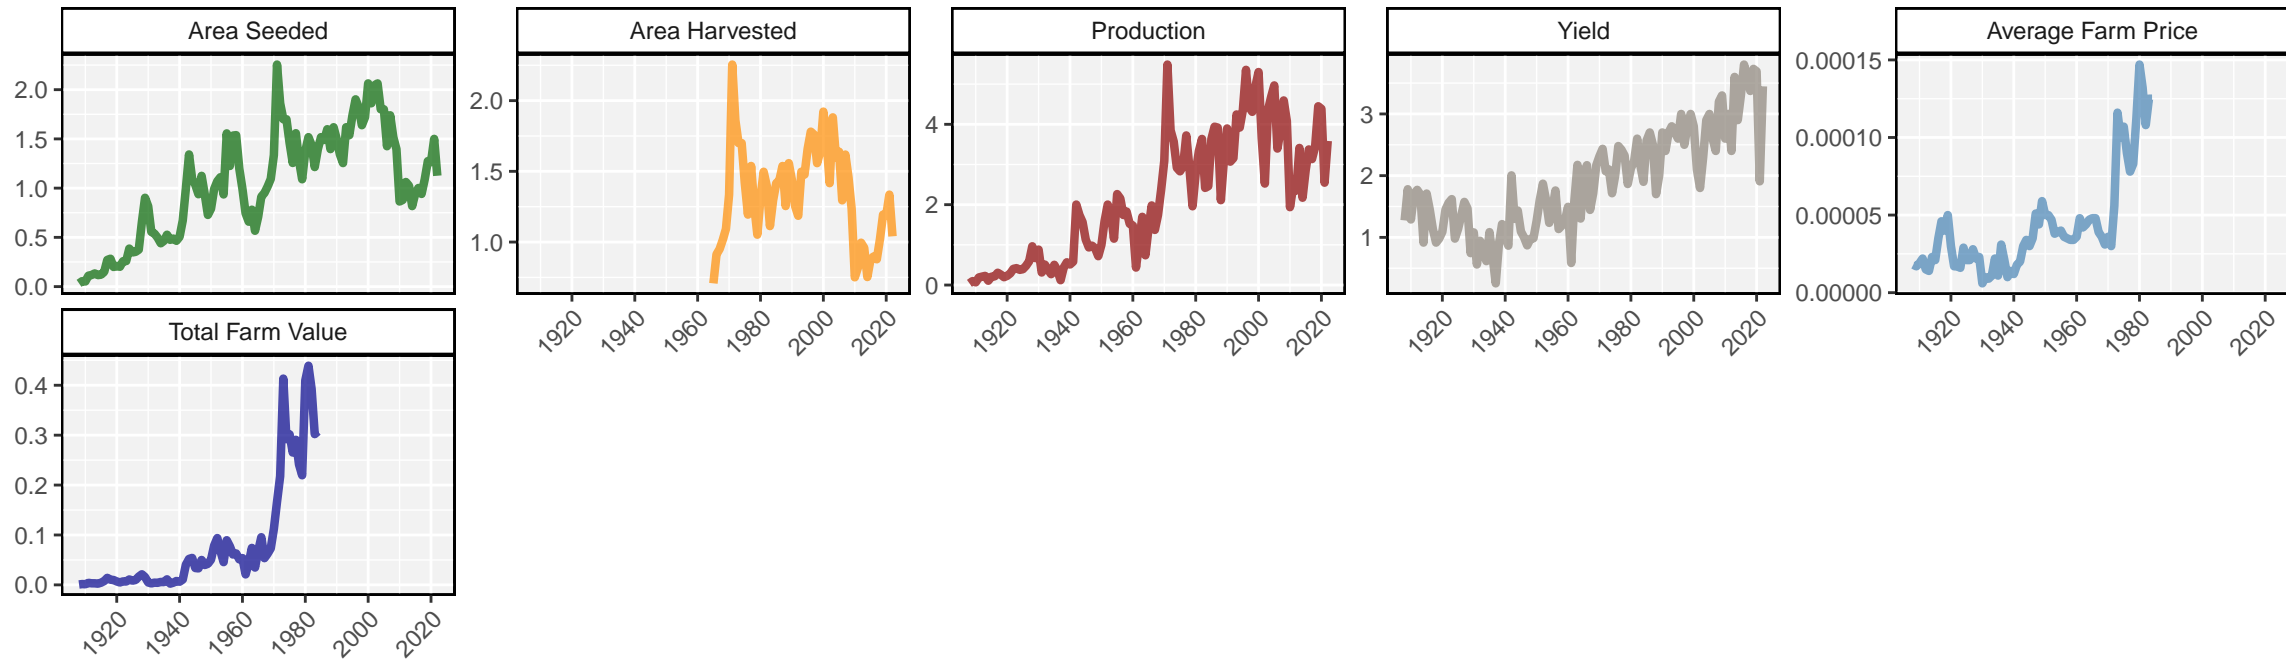 Area Seeded
Area Harvested
Production
Yield
Average Farm Price
2.0
1.5
1.0
0.5
0.0
2.0
1.5
1.0
4
2
0
3
2
1
0.00015
0.00010
0.00005
0.00000
1920 1940 1960 1980 2000 2020
1920 1940 1960 1980 2000 2020
1920 1940 1960 1980 2000 2020
1920 1940 1960 1980 2000 2020
Total Farm Value
0.4
0.3
0.2
0.1
0.0
1920 1940 1960 1980 2000 2020